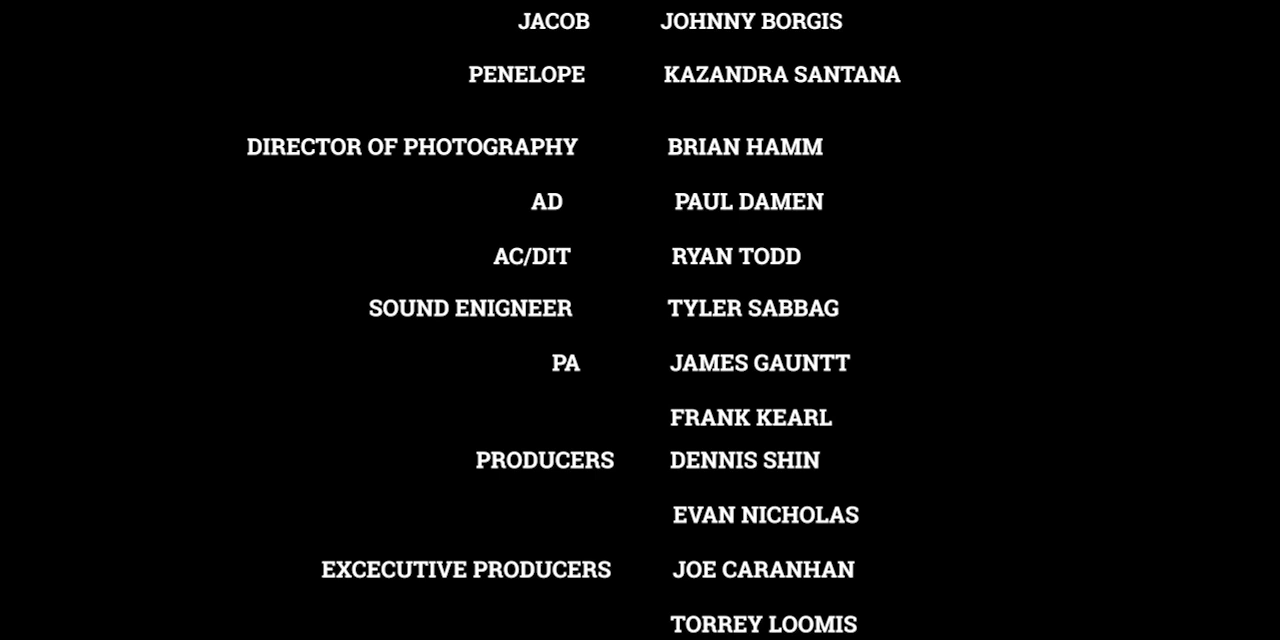 JACOB JOHNNY BORGIS
PENELOPE KAZANDRA SANTANA
DIRECTOR OF PHOTOGRAPHY BRIAN HAMM
AD PAUL DAMEN
AC/DIT RYAN TODD
SOUND ENIGNEER TYLER SABBAG
PA JAMES GAUNTT
FRANK KEARL
PRODUCERS DENNIS SHIN
EVAN NICHOLAS
EXCECUTIVE PRODUCERS JOE CARANHAN
TORREY LOOMIS